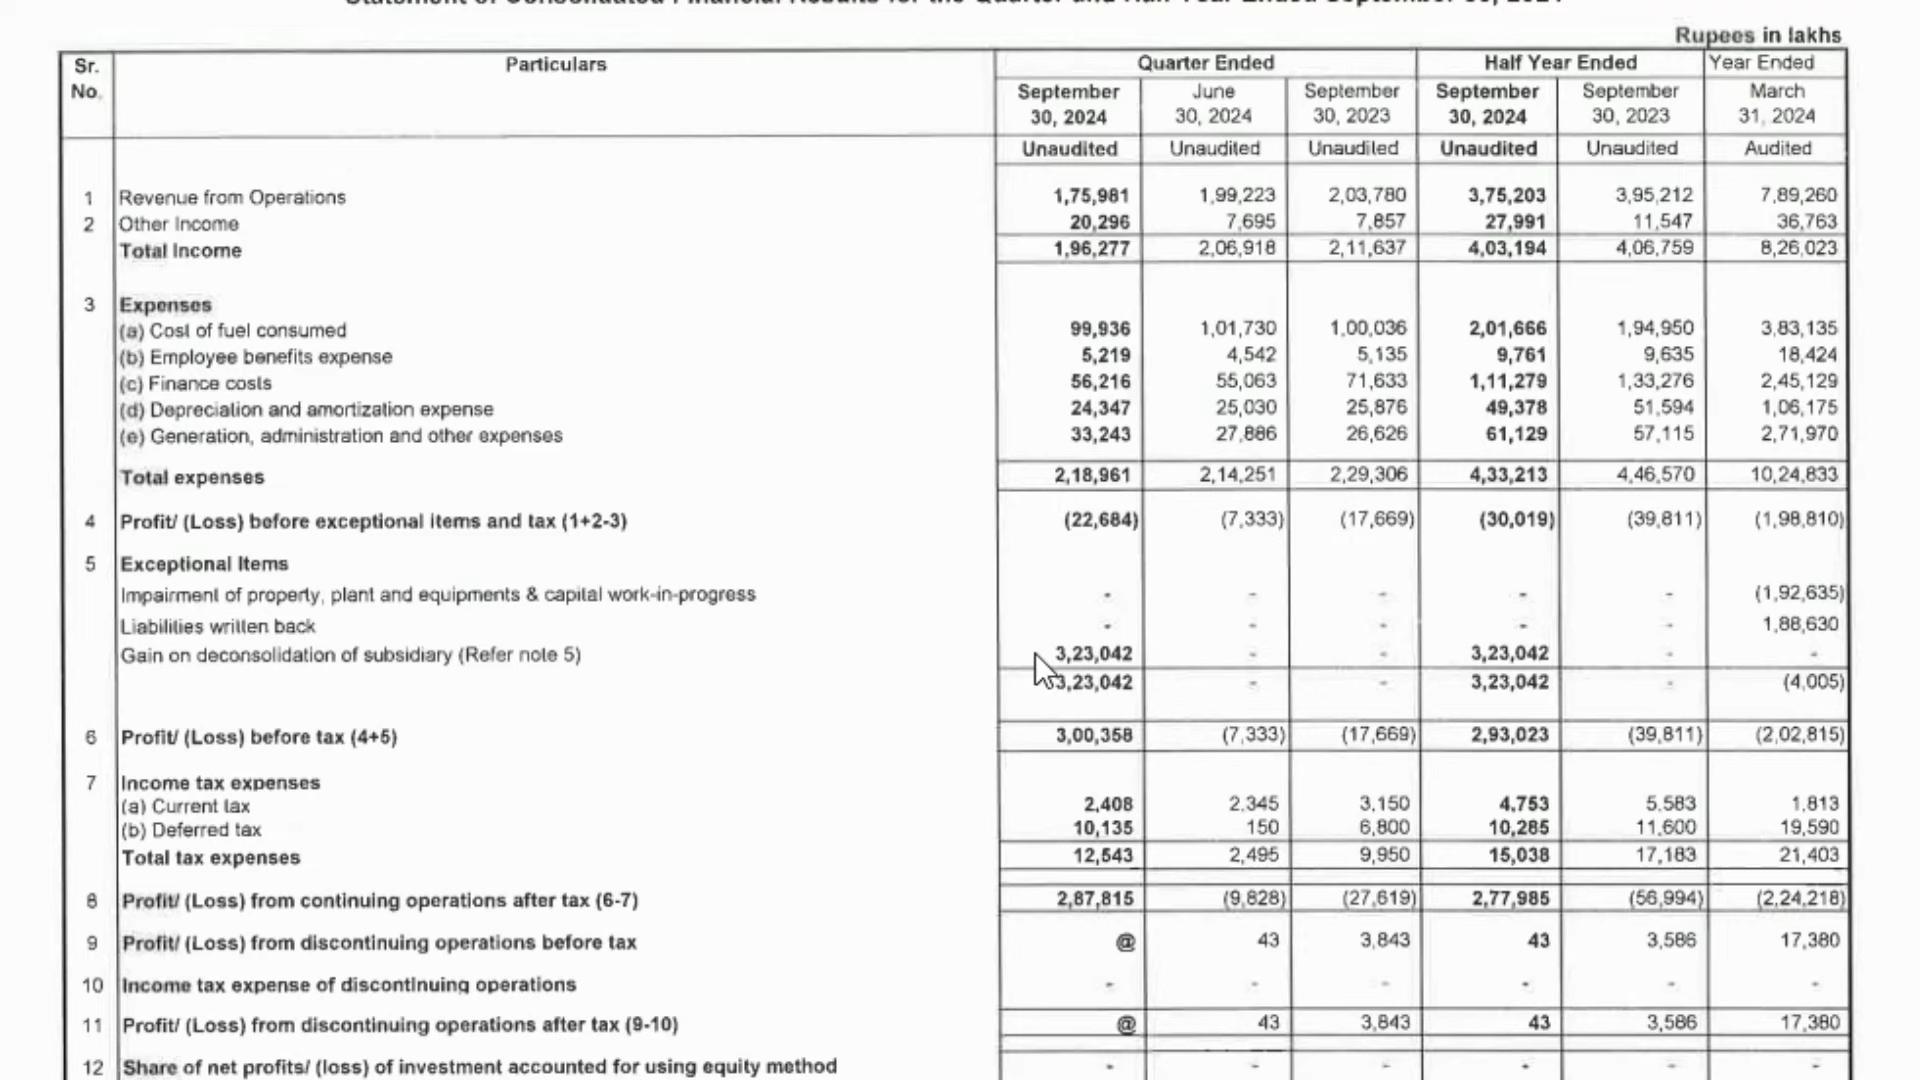 Statement of Consolidated Financial Results for the Quarter and Half Year Ended September 30, 2024
Rupees in lakhs
Sr. No. Particulars Quarter Ended Half Year Ended Year Ended
September 30, 2024 June 30, 2024 September 30, 2023 September 30, 2024 September 30, 2023 March 31, 2024
Unaudited Unaudited Unaudited Unaudited Unaudited Audited
1 Revenue from Operations 1,75,981 1,99,223 2,03,780 3,75,203 3,95,212 7,89,260
2 Other Income 20,296 7,695 7,857 27,991 11,547 36,763
Total Income 1,96,277 2,06,918 2,11,637 4,03,194 4,06,759 8,26,023
3 Expenses
(a) Cost of fuel consumed 99,936 1,01,730 1,00,036 2,01,666 1,94,950 3,83,135
(b) Employee benefits expense 5,219 4,542 5,135 9,761 9,635 18,424
(c) Finance costs 56,216 55,063 71,633 1,11,279 1,33,276 2,45,129
(d) Depreciation and amortization expense 24,347 25,030 25,876 49,378 51,594 1,06,175
(e) Generation, administration and other expenses 33,243 27,886 26,626 61,129 57,115 2,71,970
Total expenses 2,18,961 2,14,251 2,29,306 4,33,213 4,46,570 10,24,833
4 Profit/ (Loss) before exceptional items and tax (1+2-3) (22,684) (7,333) (17,669) (30,019) (39,811) (1,98,810)
5 Exceptional Items
Impairment of property, plant and equipments & capital work-in-progress - - - - - (1,92,635)
Liabilities written back - - - - - 1,88,630
Gain on deconsolidation of subsidiary (Refer note 5) 3,23,042 - - 3,23,042 - -
3,23,042 - - 3,23,042 - (4,005)
6 Profit/ (Loss) before tax (4+5) 3,00,358 (7,333) (17,669) 2,93,023 (39,811) (2,02,815)
7 Income tax expenses
(a) Current tax 2,408 2,345 3,150 4,753 5,583 1,813
(b) Deferred tax 10,135 150 6,800 10,285 11,600 19,590
Total tax expenses 12,543 2,495 9,950 15,038 17,183 21,403
8 Profit/ (Loss) from continuing operations after tax (6-7) 2,87,815 (9,828) (27,619) 2,77,985 (56,994) (2,24,218)
9 Profit/ (Loss) from discontinuing operations before tax @ 43 3,843 43 3,586 17,380
10 Income tax expense of discontinuing operations - - - - - -
11 Profit/ (Loss) from discontinuing operations after tax (9-10) @ 43 3,843 43 3,586 17,380
12 Share of net profits/ (loss) of investment accounted for using equity method - - - - - -